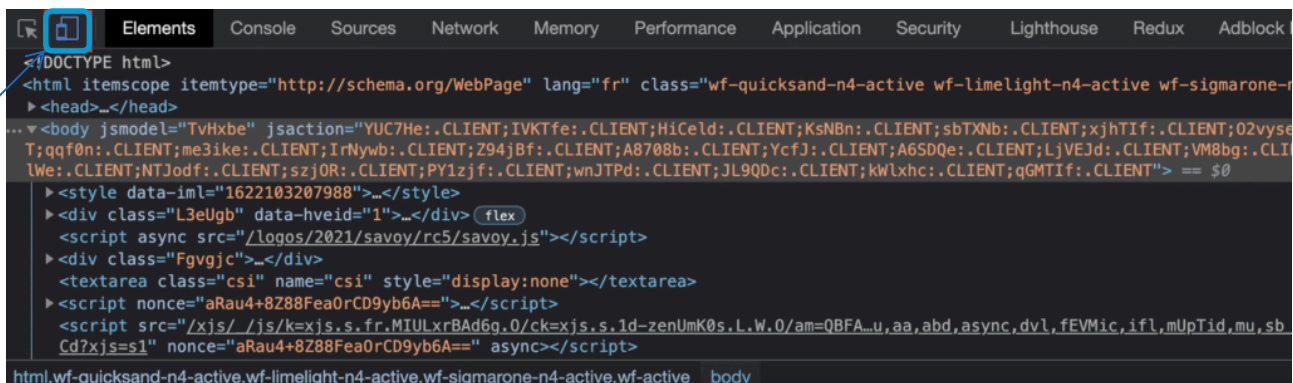 Elements Console Sources Network Memory Performance Application Security Lighthouse Redux Adblock
<!DOCTYPE html>
<html itemscope itemtype="http://schema.org/WebPage" lang="fr" class="wf-quicksand-n4-active wf-limelight-n4-active wf-sigmarone-n
<head>…</head>
<body jsmodel="TvHxbe" jsaction="YUC7He:.CLIENT;IVKTfe:.CLIENT;HiCeld:.CLIENT;KsNBn:.CLIENT;sbTXNb:.CLIENT;xjhTIf:.CLIENT;O2vyse
T;qqf0n:.CLIENT;me3ike:.CLIENT;IrNywb:.CLIENT;Z94jBf:.CLIENT;A8708b:.CLIENT;YcfJ:.CLIENT;A6SDQe:.CLIENT;LjVEJd:.CLIENT;VM8bg:.CLI
lWe:.CLIENT;NTJodf:.CLIENT;szjOR:.CLIENT;PY1zjf:.CLIENT;wnJTPd:.CLIENT;JL9QDc:.CLIENT;kWlxhc:.CLIENT;qGMTIf:.CLIENT"> == $0
<style data-iml="1622103207988">…</style>
<div class="L3eUgb" data-hveid="1">…</div> flex
<script async src="/logos/2021/savoy/rc5/savoy.js"></script>
<div class="Fgvgjc">…</div>
<textarea class="csi" name="csi" style="display:none"></textarea>
<script nonce="aRau4+8Z88FeaOrCD9yb6A==">…</script>
<script src="/xjs/_/js/k=xjs.s.fr.MIULxrBAd6g.O/ck=xjs.s.1d-zenUmK0s.L.W.O/am=QBFA…u,aa,abd,async,dvl,fEVMic,ifl,mUpTid,mu,sb_
Cd?xjs=s1" nonce="aRau4+8Z88FeaOrCD9yb6A==" async></script>
html.wf-quicksand-n4-active.wf-limelight-n4-active.wf-sigmarone-n4-active.wf-active body